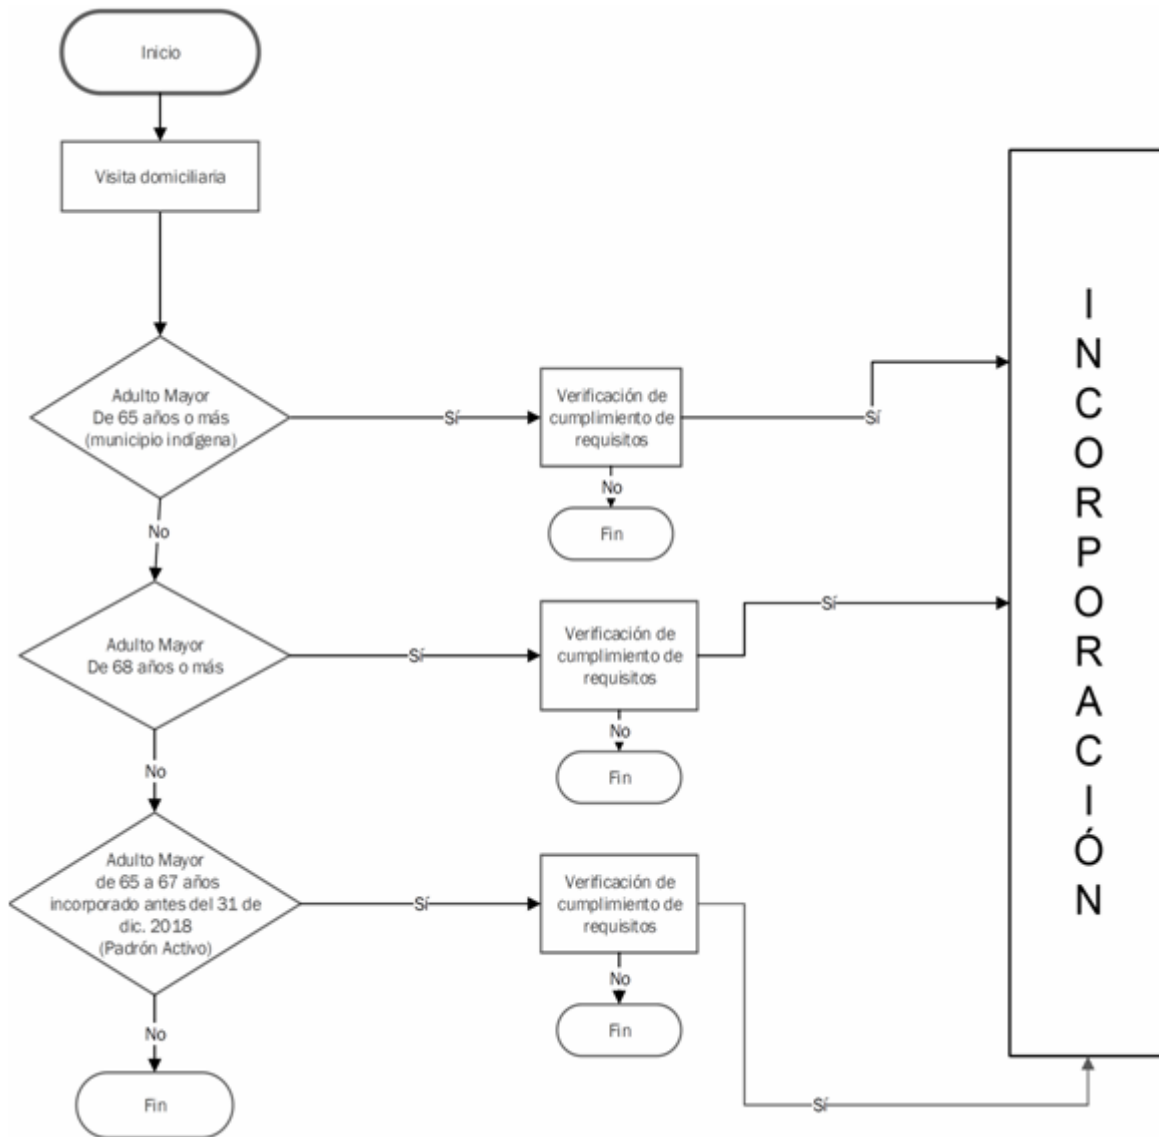 Inicio
Visita domiciliaria
Adulto Mayor
De 65 años o más
(municipio indígena)
Sí
Verificación de
cumplimiento de
requisitos
Sí
No
Fin
No
Adulto Mayor
De 68 años o más
Sí
Verificación de
cumplimiento de
requisitos
Sí
No
Fin
No
Adulto Mayor
de 65 a 67 años
incorporado antes del 31 de
dic. 2018
(Padrón Activo)
Sí
Verificación de
cumplimiento de
requisitos
No
Fin
Sí
No
Fin
INCORPORACIÓN